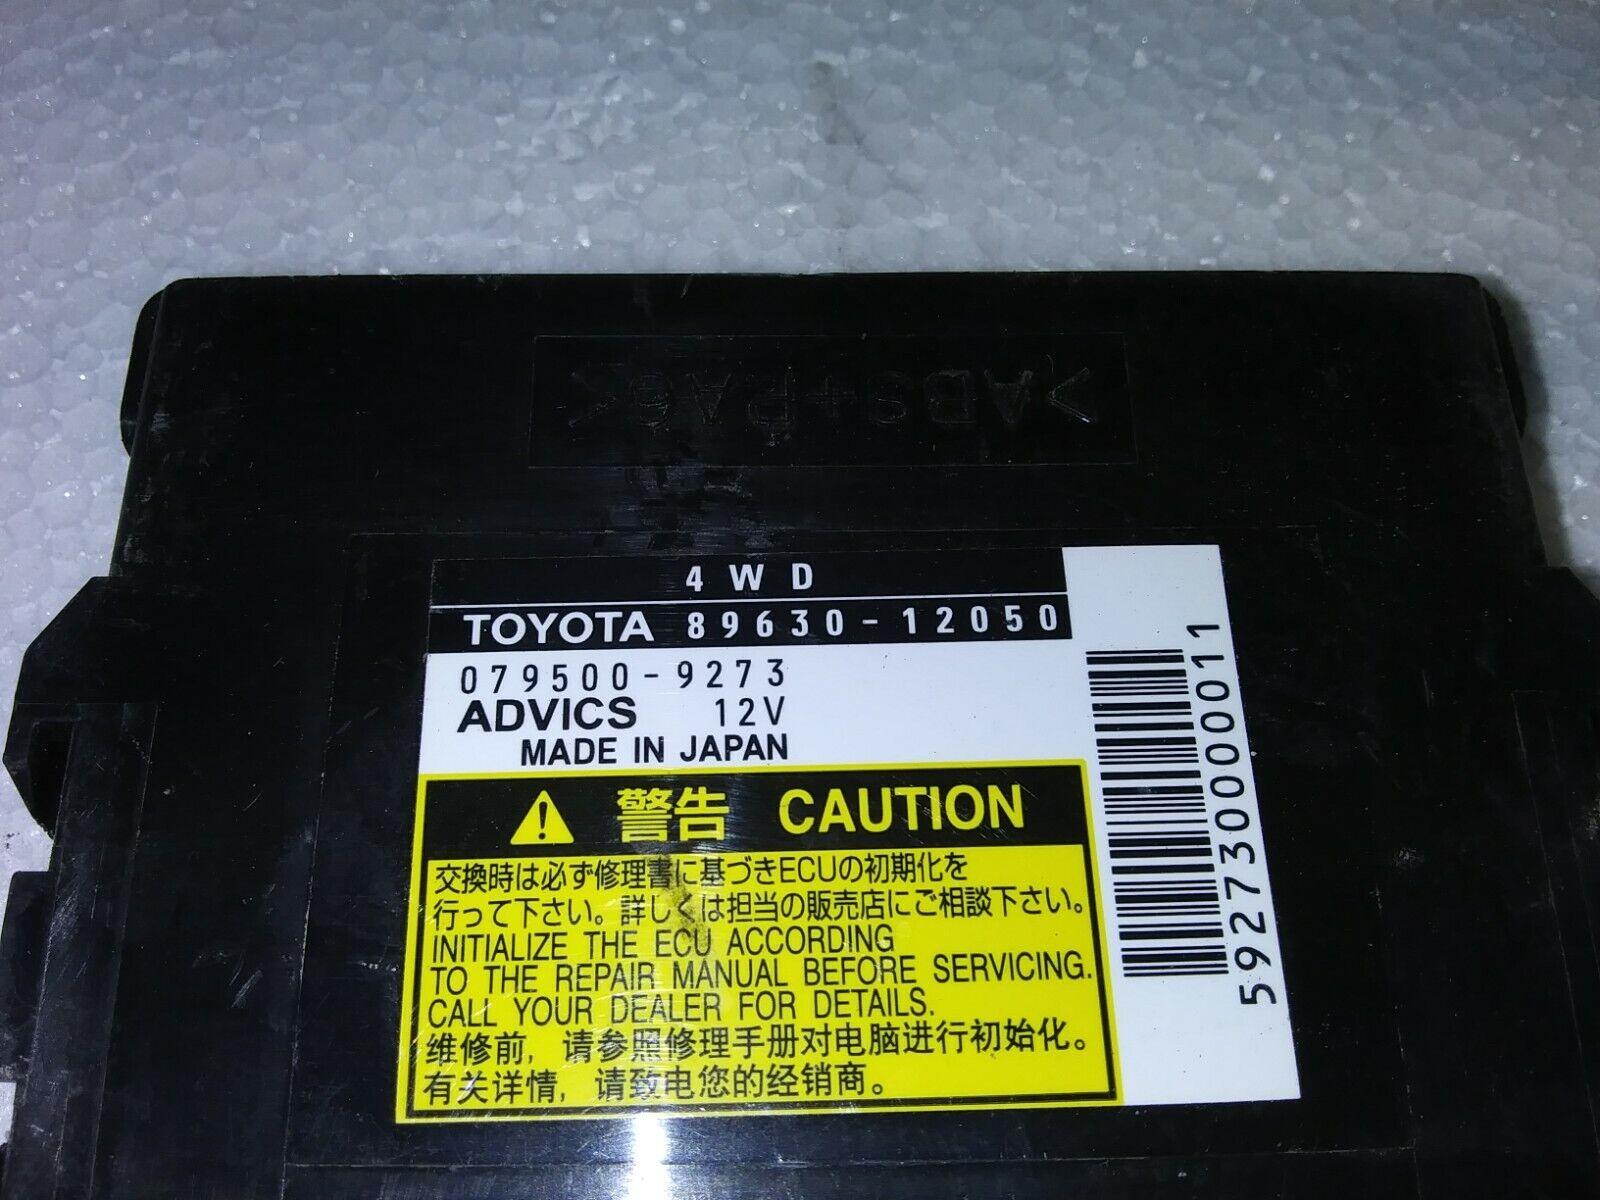 >ABS+PA6<
4WD
TOYOTA 89630-12050
079500-9273
ADVICS 12V
MADE IN JAPAN
警告 CAUTION
交換時は必ず修理書に基づきECUの初期化を
行って下さい。詳しくは担当の販売店にご相談下さい。
INITIALIZE THE ECU ACCORDING
TO THE REPAIR MANUAL BEFORE SERVICING.
CALL YOUR DEALER FOR DETAILS.
维修前，请参照修理手册对电脑进行初始化。
有关详情，请致电您的经销商。
5927300000011